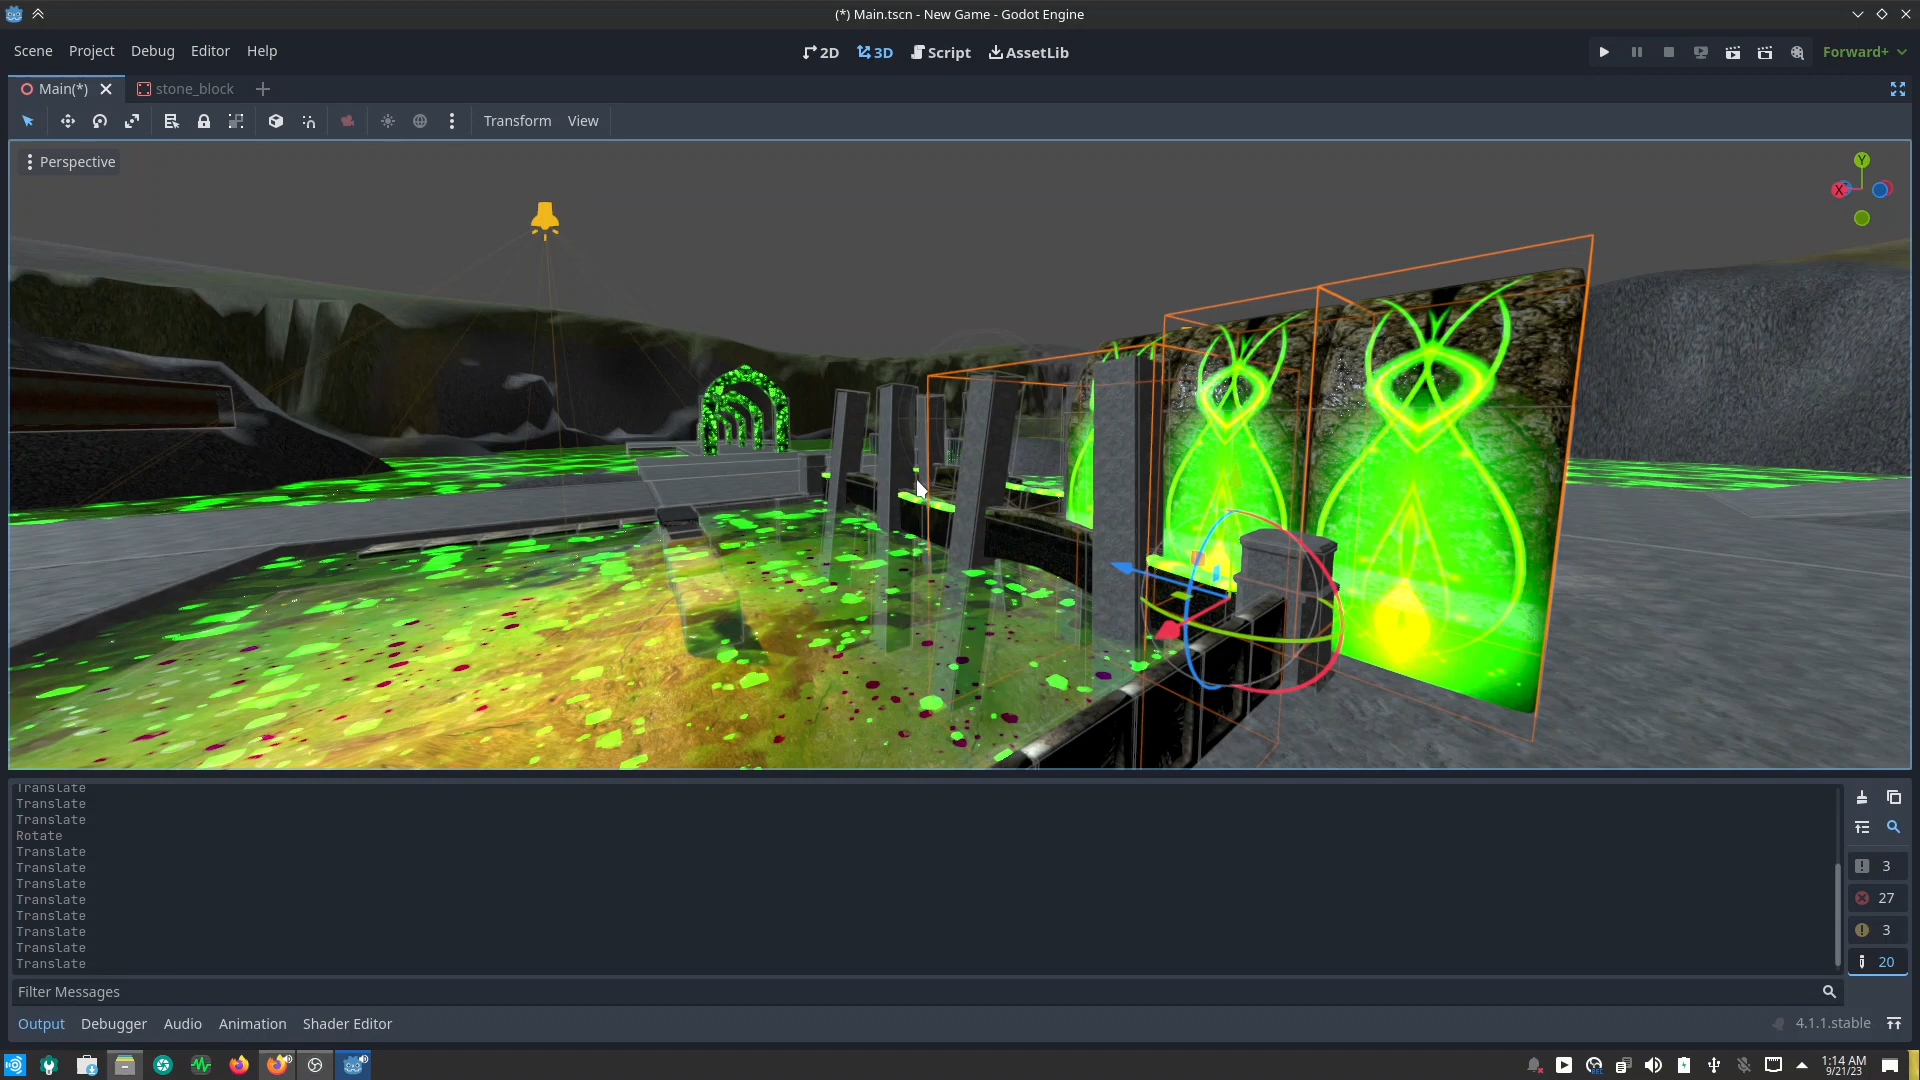 (*) Main.tscn - New Game - Godot Engine
Scene Project Debug Editor Help
2D 3D Script AssetLib
Forward+
Main(*) stone_block
Transform View
Perspective
Y
X
Translate
Translate
Translate
Rotate
Translate
Translate
Translate
Translate
Translate
Translate
Translate
Translate
3
27
3
20
Filter Messages
Output Debugger Audio Animation Shader Editor
4.1.1.stable
1:14 AM
9/21/23